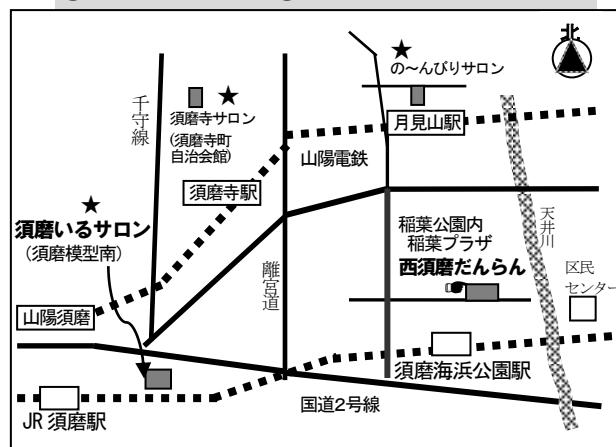 北
の～んびりサロン
千守線
須磨寺サロン
(須磨寺町
自治会館)
月見山駅
山陽電鉄
須磨寺駅
須磨いるサロン
(須磨模型南)
稲葉公園内
稲葉プラザ
西須磨だんらん
天井川
区民
センター
離宮道
山陽須磨
須磨海浜公園駅
国道2号線
JR 須磨駅